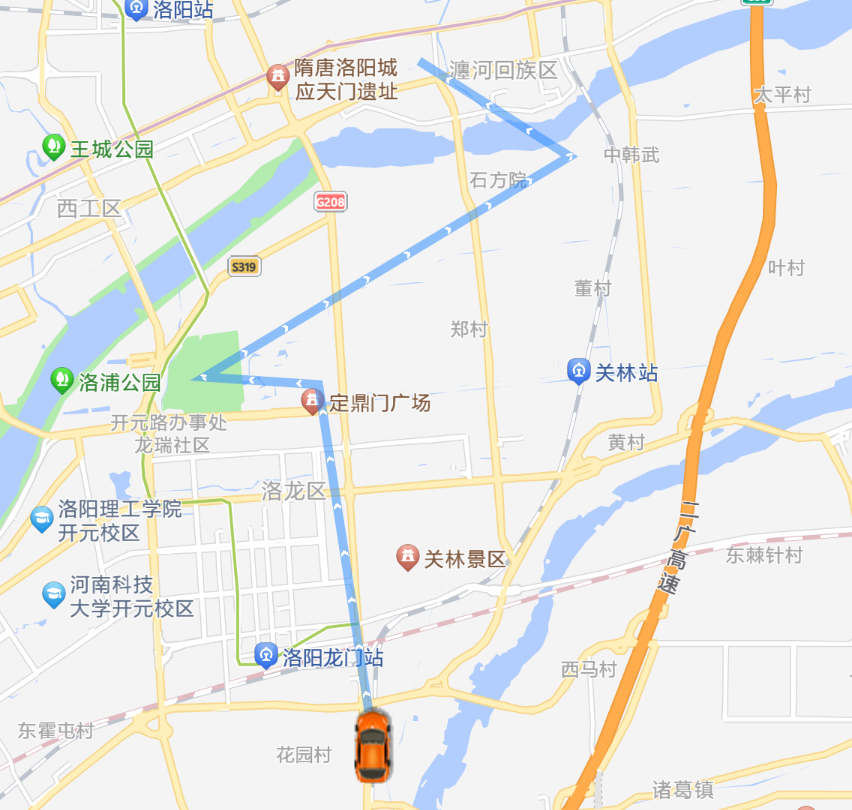 洛阳站
隋唐洛阳城
应天门遗址
瀍河回族区
太平村
王城公园
中韩武
石方院
西工区
G208
S319
叶村
董村
郑村
关林站
洛浦公园
定鼎门广场
开元路办事处
龙瑞社区
黄村
洛龙区
洛阳理工学院
开元校区
二广高速
关林景区
东棘针村
河南科技
大学开元校区
洛阳龙门站
西马村
东霍屯村
花园村
诸葛镇